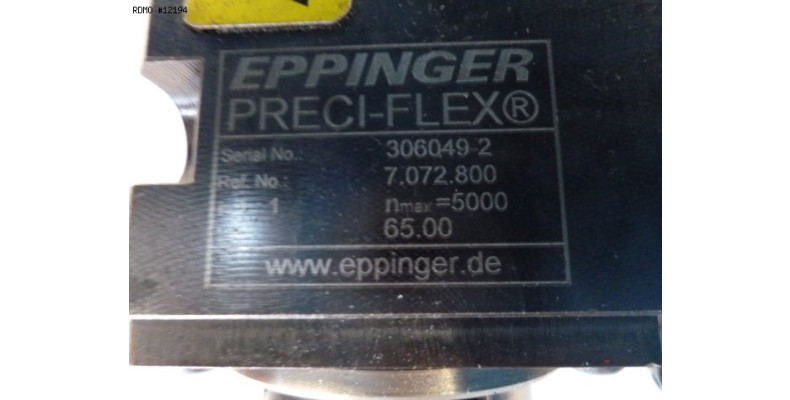 RDMO #12194
EPPINGER
PRECI-FLEX®
Serial No.: 306049-2
Ref. No.: 7.072.800
1 nmax=5000
65.00
www.eppinger.de